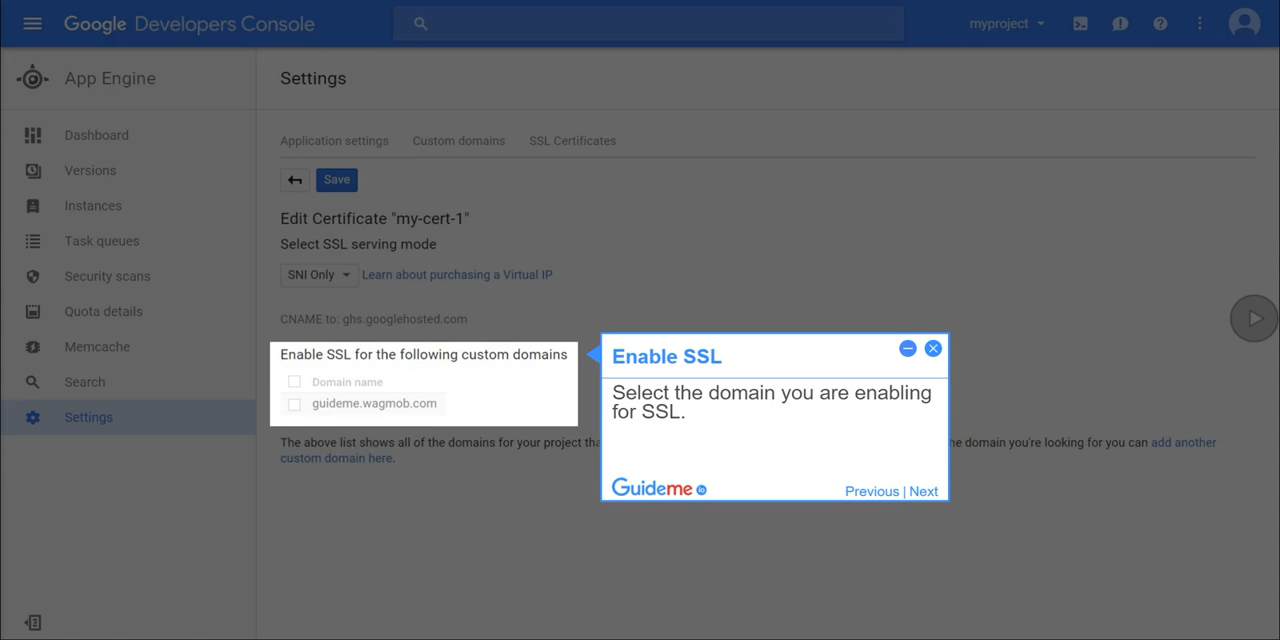 Google Developers Console
myproject
App Engine
Settings
Dashboard
Versions
Instances
Task queues
Security scans
Quota details
Memcache
Search
Settings
Application settings
Custom domains
SSL Certificates
Save
Edit Certificate "my-cert-1"
Select SSL serving mode
SNI Only
Learn about purchasing a Virtual IP
CNAME to: ghs.googlehosted.com
Enable SSL for the following custom domains
Domain name
guideme.wagmob.com
The above list shows all of the domains for your project
he domain you're looking for you can add another
custom domain here.
Enable SSL
Select the domain you are enabling
for SSL.
Guideme io
Previous | Next